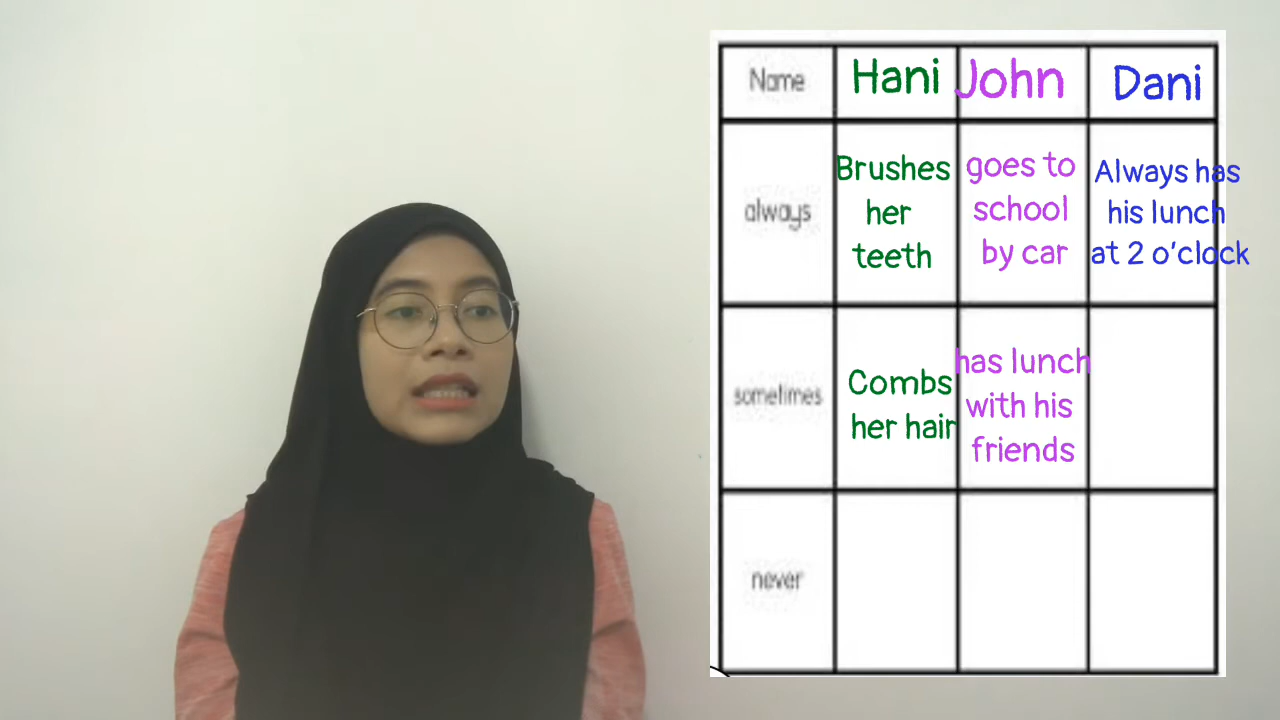 Name Hani John Dani
always
Brushes
her
teeth
goes to
school
by car
Always has
his lunch
at 2 o'clock
sometimes
Combs
her hair
has lunch
with his
friends
never